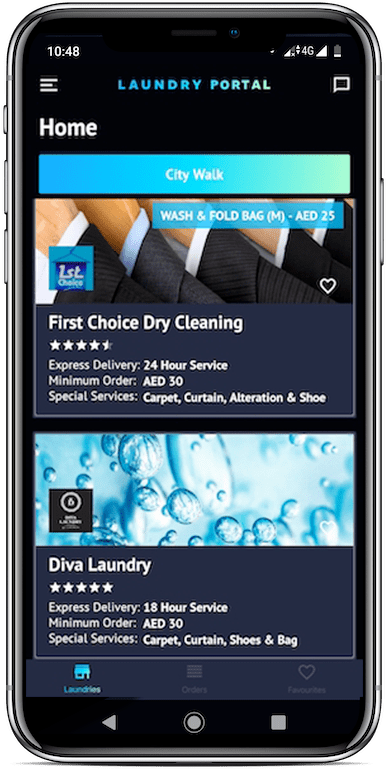 10:48
4G
LAUNDRY PORTAL
Home
City Walk
WASH & FOLD BAG (M) - AED 25
1st
Choice
First Choice Dry Cleaning
Express Delivery: 24 Hour Service
Minimum Order: AED 30
Special Services: Carpet, Curtain, Alteration & Shoe
DIVA
LAUNDRY
Diva Laundry
Express Delivery: 18 Hour Service
Minimum Order: AED 30
Special Services: Carpet, Curtain, Shoes & Bag
Laundries Orders Favourites